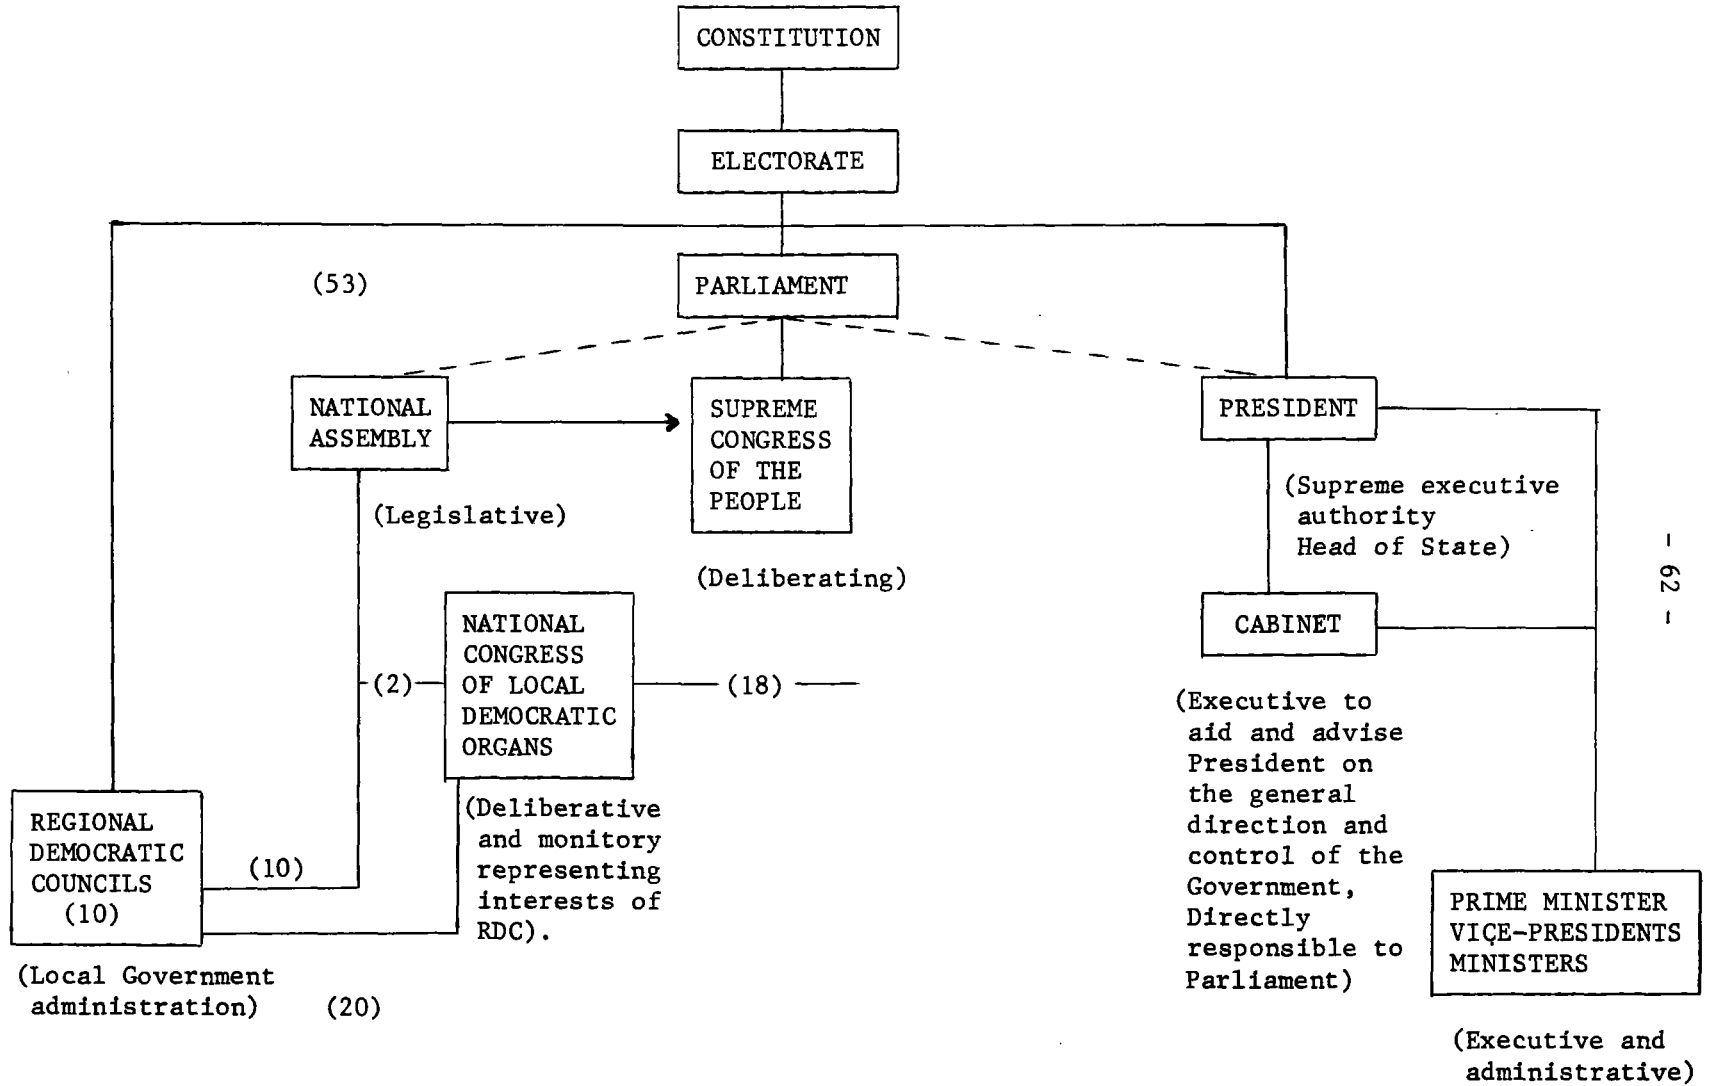 CONSTITUTION
ELECTORATE
(53)
PARLIAMENT
NATIONAL
ASSEMBLY
(Legislative)
SUPREME
CONGRESS
OF THE
PEOPLE
(Deliberating)
PRESIDENT
(Supreme executive
authority
Head of State)
- 62 -
(2)
NATIONAL
CONGRESS
OF LOCAL
DEMOCRATIC
ORGANS
(18)
(Deliberative
and monitory
representing
interests of
RDC).
CABINET
(Executive to
aid and advise
President on
the general
direction and
control of the
Government,
Directly
responsible to
Parliament)
REGIONAL
DEMOCRATIC
COUNCILS
(10)
(10)
(Local Government
administration)
(20)
PRIME MINISTER
VIÇE-PRESIDENTS
MINISTERS
(Executive and
administrative)